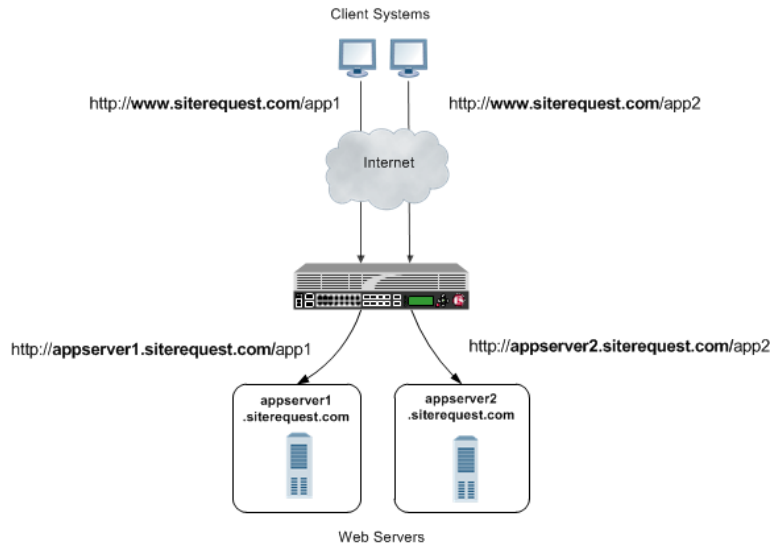 Client Systems
http://www.siterequest.com/app1
http://www.siterequest.com/app2
Internet
http://appserver1.siterequest.com/app1
http://appserver2.siterequest.com/app2
appserver1
.siterequest.com
appserver2
.siterequest.com
Web Servers